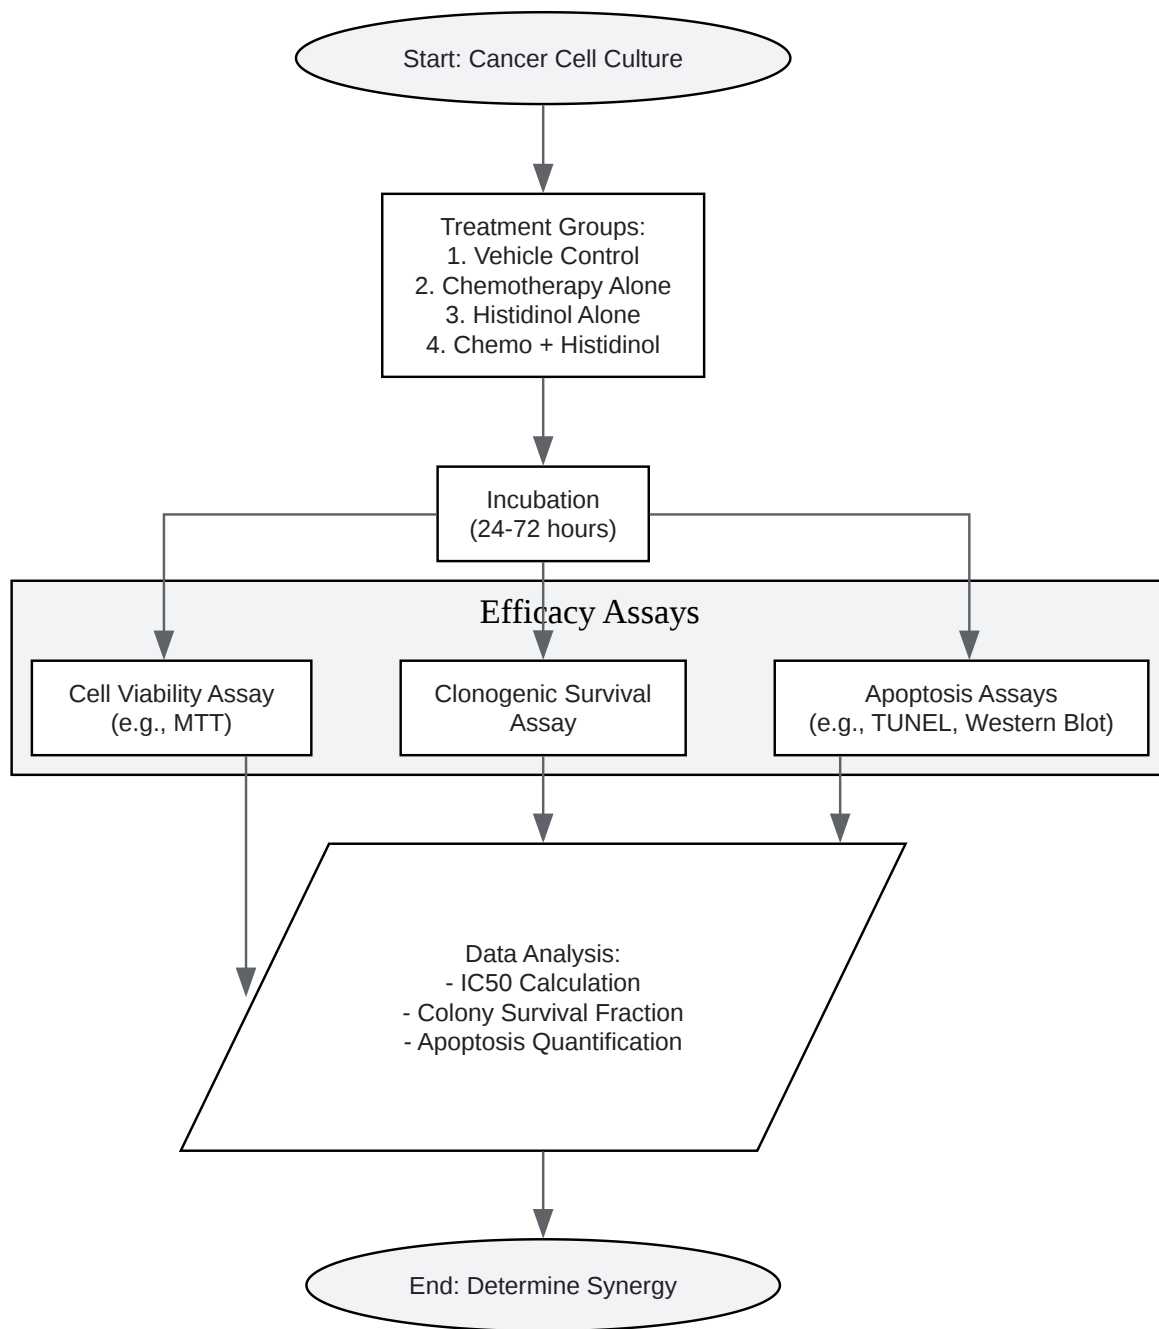 Start: Cancer Cell Culture
Treatment Groups:
1. Vehicle Control
2. Chemotherapy Alone
3. Histidinol Alone
4. Chemo + Histidinol
Incubation
(24-72 hours)
Efficacy Assays
Cell Viability Assay
(e.g., MTT)
Clonogenic Survival
Assay
Apoptosis Assays
(e.g., TUNEL, Western Blot)
Data Analysis:
- IC50 Calculation
- Colony Survival Fraction
- Apoptosis Quantification
End: Determine Synergy